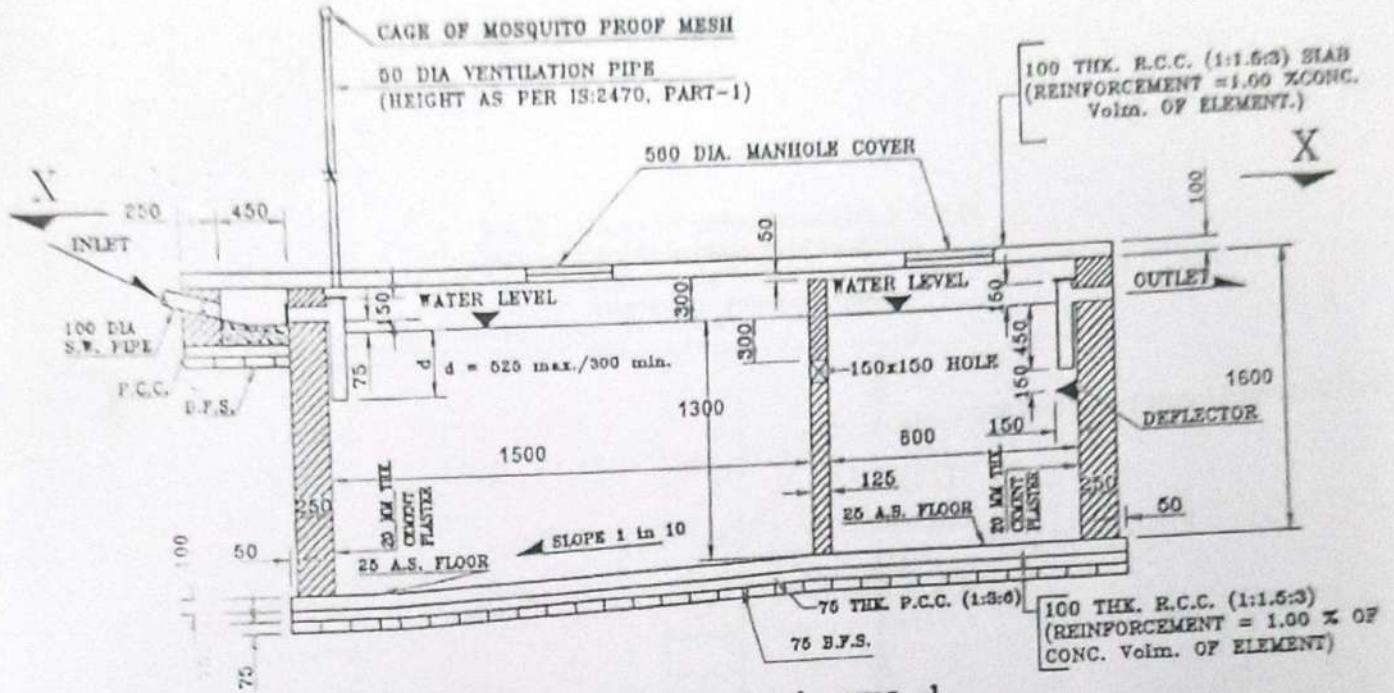 CAGE OF MOSQUITO PROOF MESH
50 DIA VENTILATION PIPE
(HEIGHT AS PER IS:2470, PART-1)
100 THK. R.C.C. (1:1.5:3) SLAB
(REINFORCEMENT =1.00 %CONC.
Volm. OF ELEMENT.)
560 DIA. MANHOLE COVER
X
X
250
450
100
INLET
50
50
WATER LEVEL
300
WATER LEVEL
150
OUTLET
100 DIA
S.W. PIPE
75
d
d = 525 max./300 min.
300
150x150 HOLE
450
P.C.C.
B.F.S.
1300
150
1600
150
DEFLECTOR
1500
800
250
20 MM THK
CEMENT
PLASTER
125
25 A.S. FLOOR
20 MM THK
CEMENT
PLASTER
250
50
100
50
SLOPE 1 in 10
25 A.S. FLOOR
75 THK. P.C.C. (1:3:6)
100 THK. R.C.C. (1:1.5:3)
(REINFORCEMENT = 1.00 % OF
CONC. Volm. OF ELEMENT)
75 B.F.S.
75
75